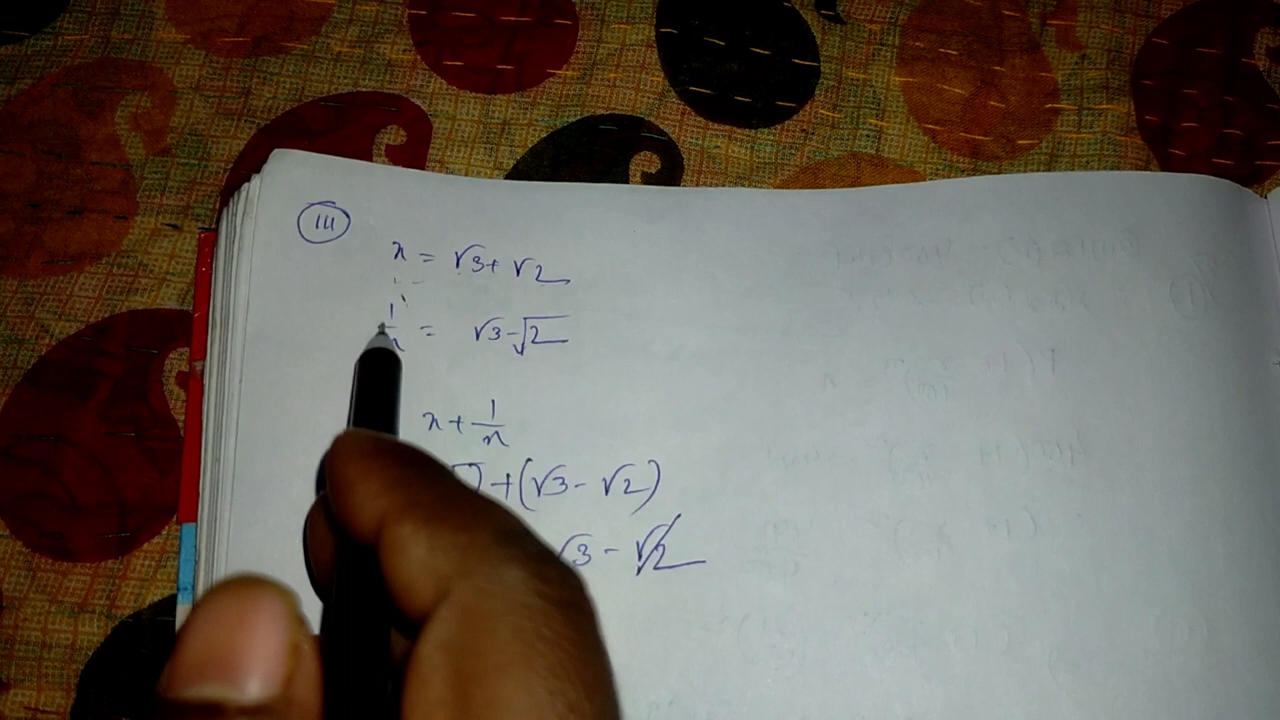 III
x = √3 + √2
1/x = √3 - √2
x + 1/x
+ (√3 - √2)
√3 - √2